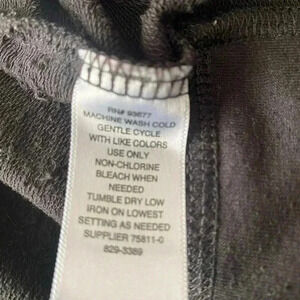 RN# 93677
MACHINE WASH COLD
GENTLE CYCLE
WITH LIKE COLORS
USE ONLY
NON-CHLORINE
BLEACH WHEN
NEEDED
TUMBLE DRY LOW
IRON ON LOWEST
SETTING AS NEEDED
SUPPLIER 75811-0
829-3389